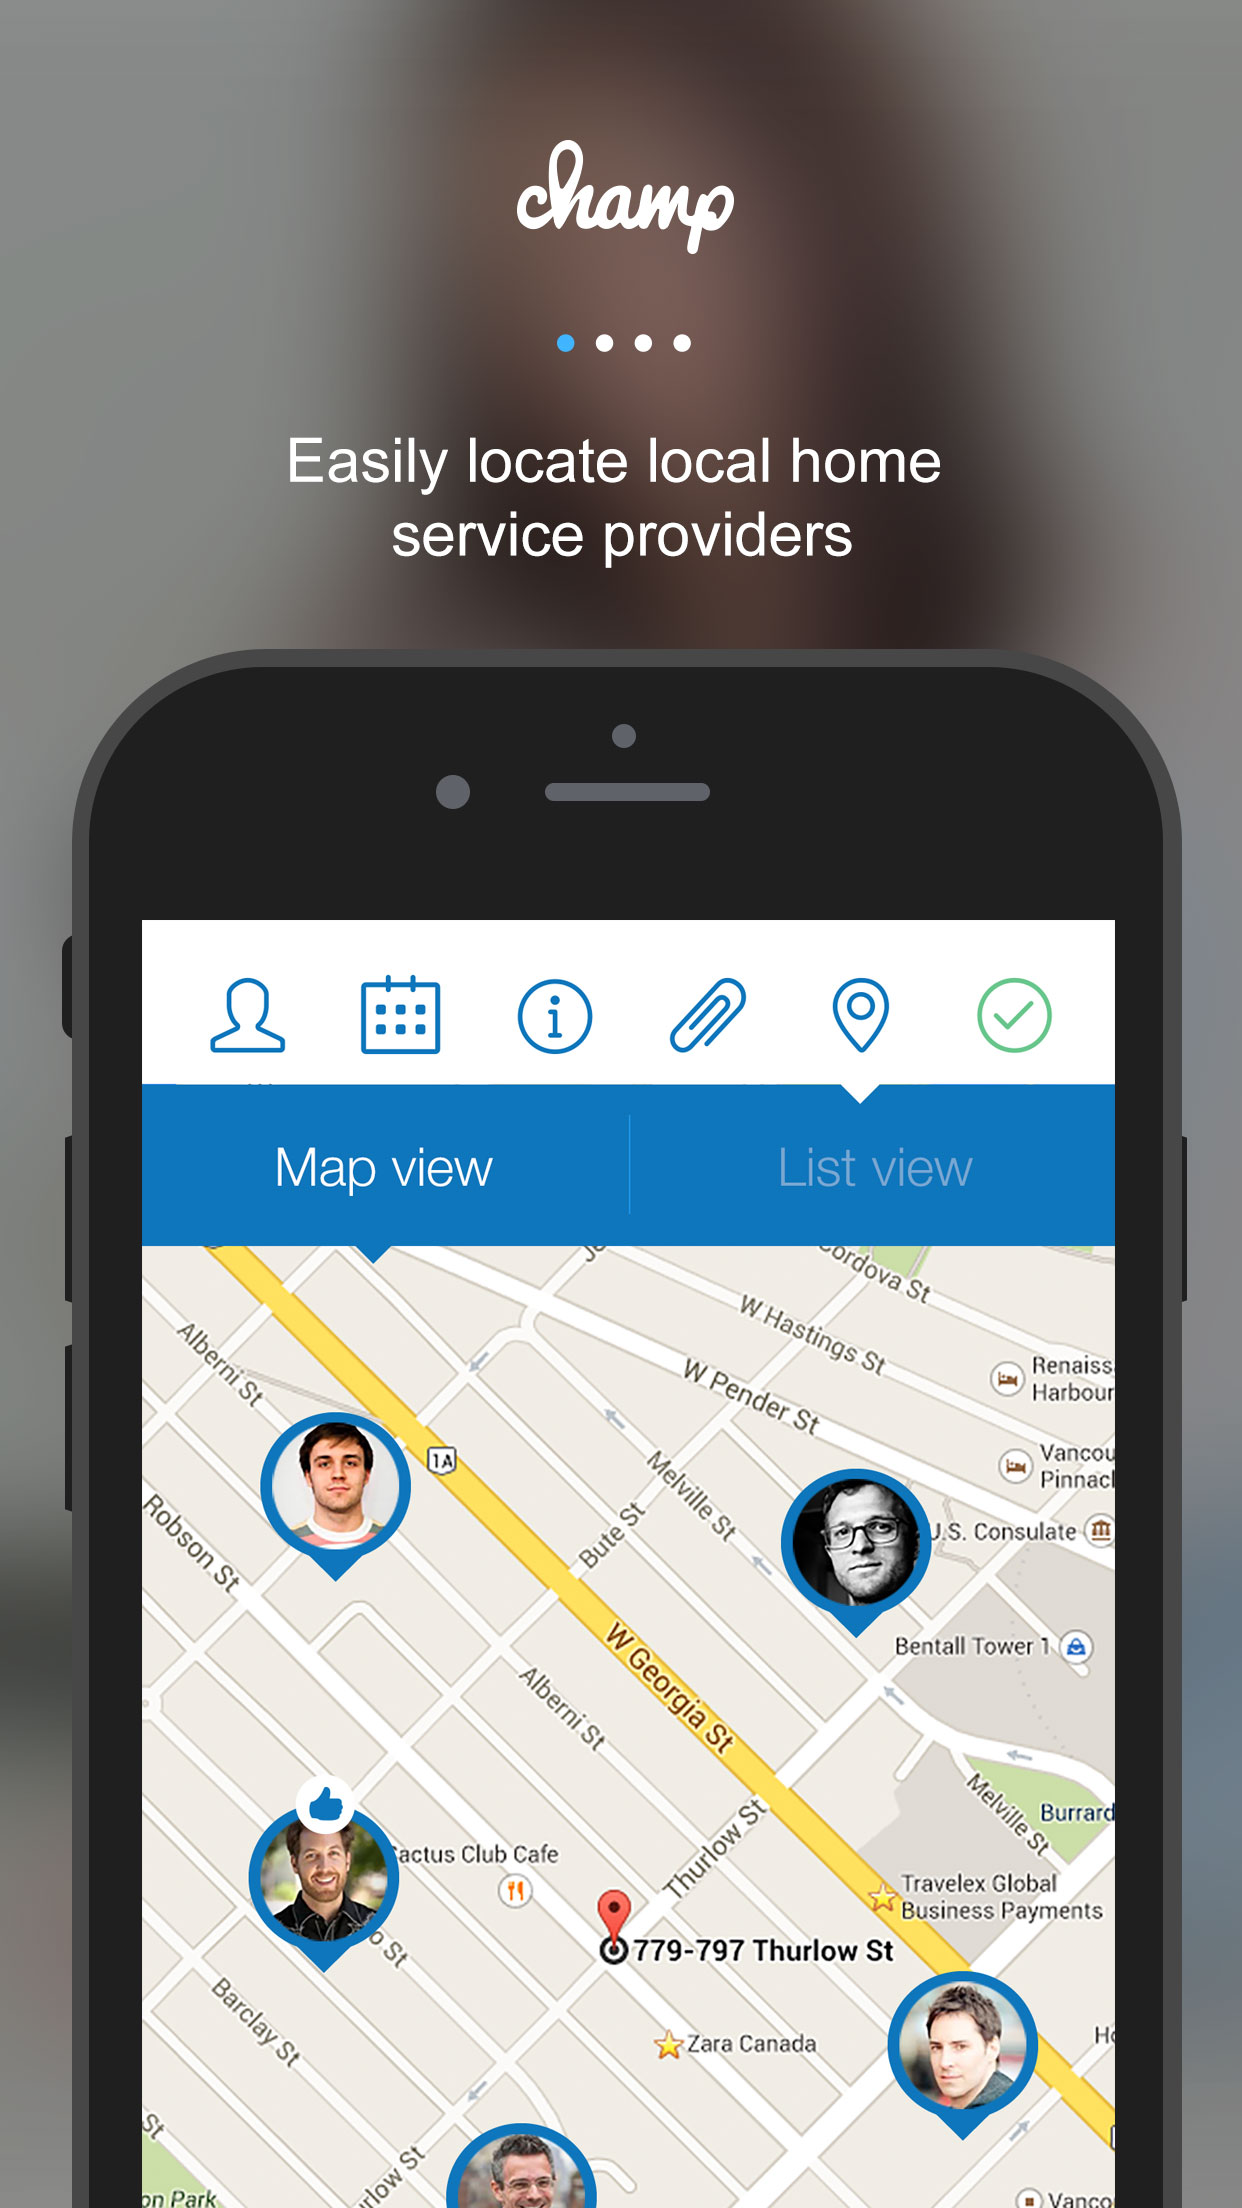 champ
Easily locate local home
service providers
Map view
List view
Cordova St
W Hastings St
Alberni St
W Pender St
Renaiss
Harbour
1A
Melville St
Vancou
Pinnacl
Robson St
Bute St
U.S. Consulate
W Georgia St
Bentall Tower 1
Alberni St
Melville St
Burrard
Thurlow St
Cactus Club Cafe
Travelex Global
Business Payments
o St
779-797 Thurlow St
Barclay St
Zara Canada
Ho
St
rlow St
on Park
Vanco